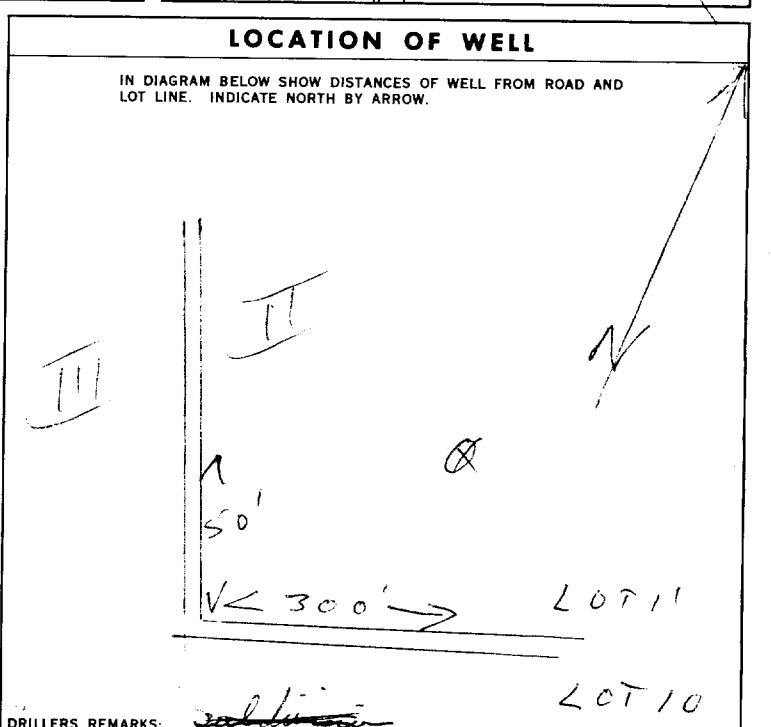 LOCATION OF WELL
IN DIAGRAM BELOW SHOW DISTANCES OF WELL FROM ROAD AND
LOT LINE. INDICATE NORTH BY ARROW.
II
III
N
50'
< 300' →
LOT 11
LOT 10
DRILLERS REMARKS: